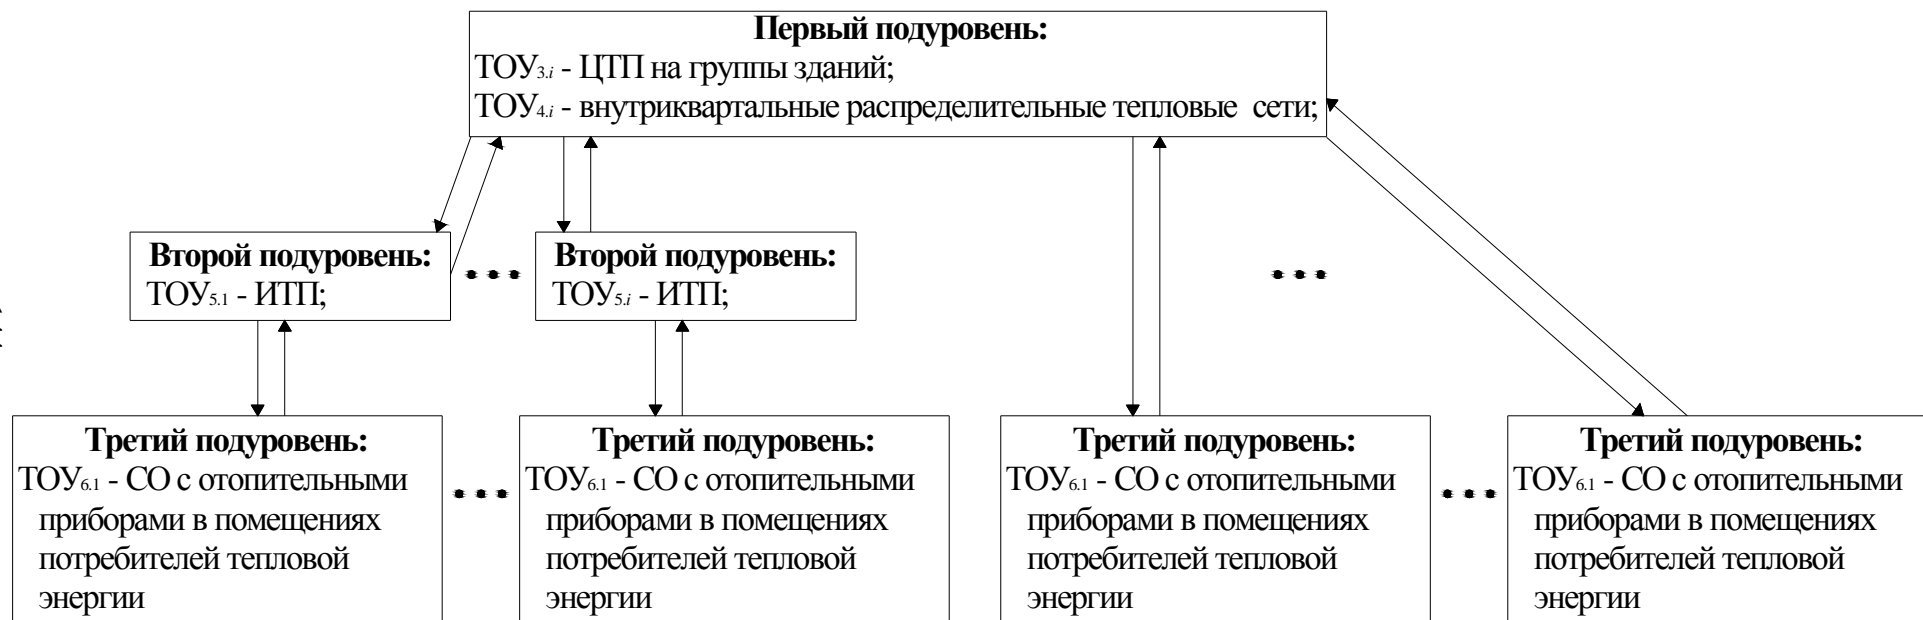 Первый подуровень:
ТОУ3.i - ЦТП на группы зданий;
ТОУ4.i - внутриквартальные распределительные тепловые сети;
Второй подуровень:
ТОУ5.1 - ИТП;
Второй подуровень:
ТОУ5.i - ИТП;
Третий подуровень:
ТОУ6.1 - СО с отопительными
приборами в помещениях
потребителей тепловой
энергии
Третий подуровень:
ТОУ6.1 - СО с отопительными
приборами в помещениях
потребителей тепловой
энергии
Третий подуровень:
ТОУ6.1 - СО с отопительными
приборами в помещениях
потребителей тепловой
энергии
Третий подуровень:
ТОУ6.1 - СО с отопительными
приборами в помещениях
потребителей тепловой
энергии